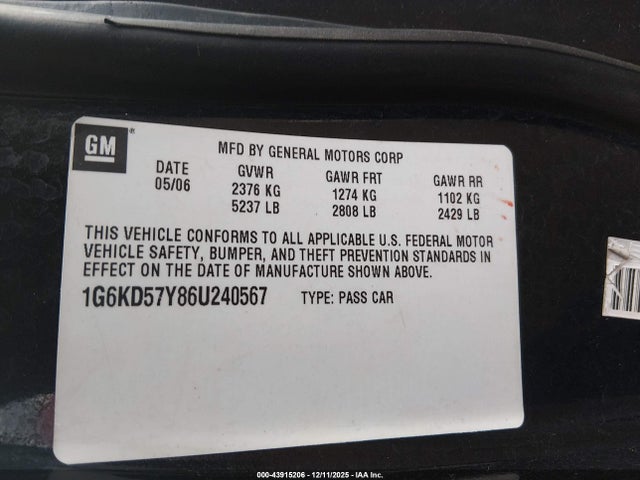 GM®
MFD BY GENERAL MOTORS CORP
DATE GVWR GAWR FRT GAWR RR
05/06 2376 KG 1274 KG 1102 KG
5237 LB 2808 LB 2429 LB
THIS VEHICLE CONFORMS TO ALL APPLICABLE U.S. FEDERAL MOTOR
VEHICLE SAFETY, BUMPER, AND THEFT PREVENTION STANDARDS IN
EFFECT ON THE DATE OF MANUFACTURE SHOWN ABOVE.
1G6KD57Y86U240567 TYPE: PASS CAR
000-43915206 - 12/11/2025 - IAA Inc.